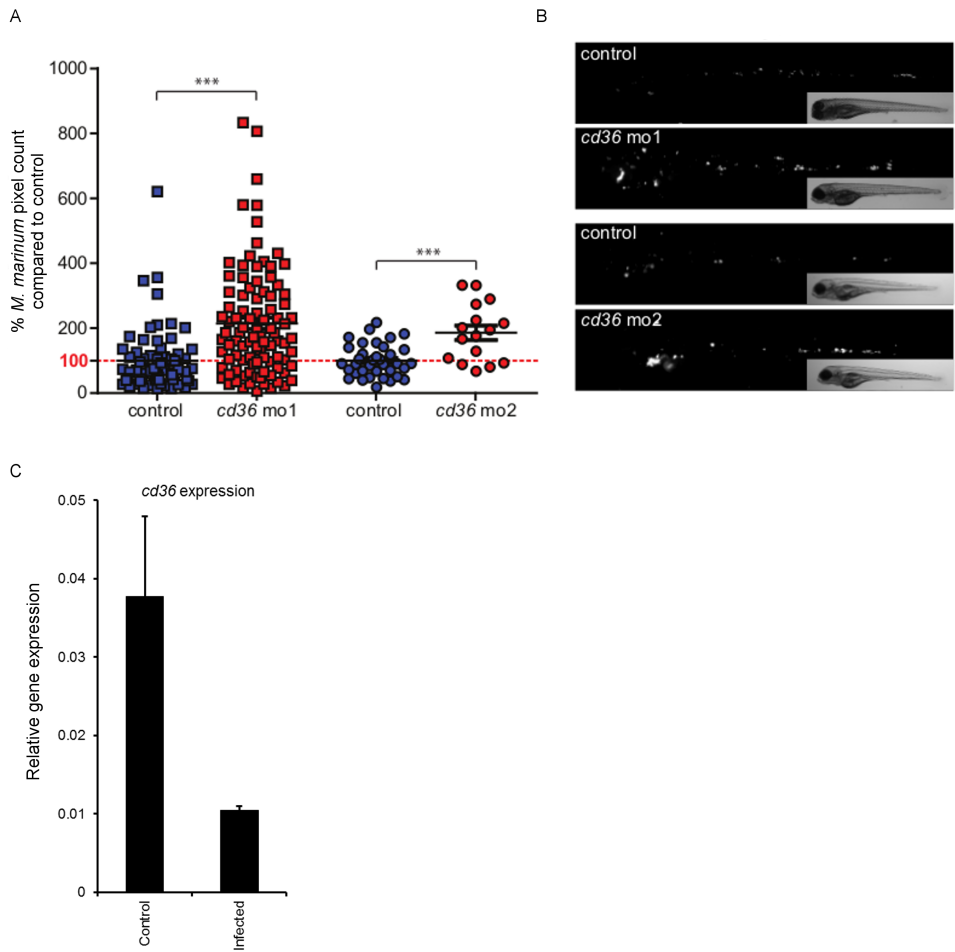 A
B
1000
800
600
400
200
100
0
% M. marinum pixel count
compared to control
***
***
control
cd36 mo1
control
cd36 mo2
control
cd36 mo1
control
cd36 mo2
C
cd36 expression
0.05
0.04
0.03
0.02
0.01
0
Relative gene expression
Control
Infected